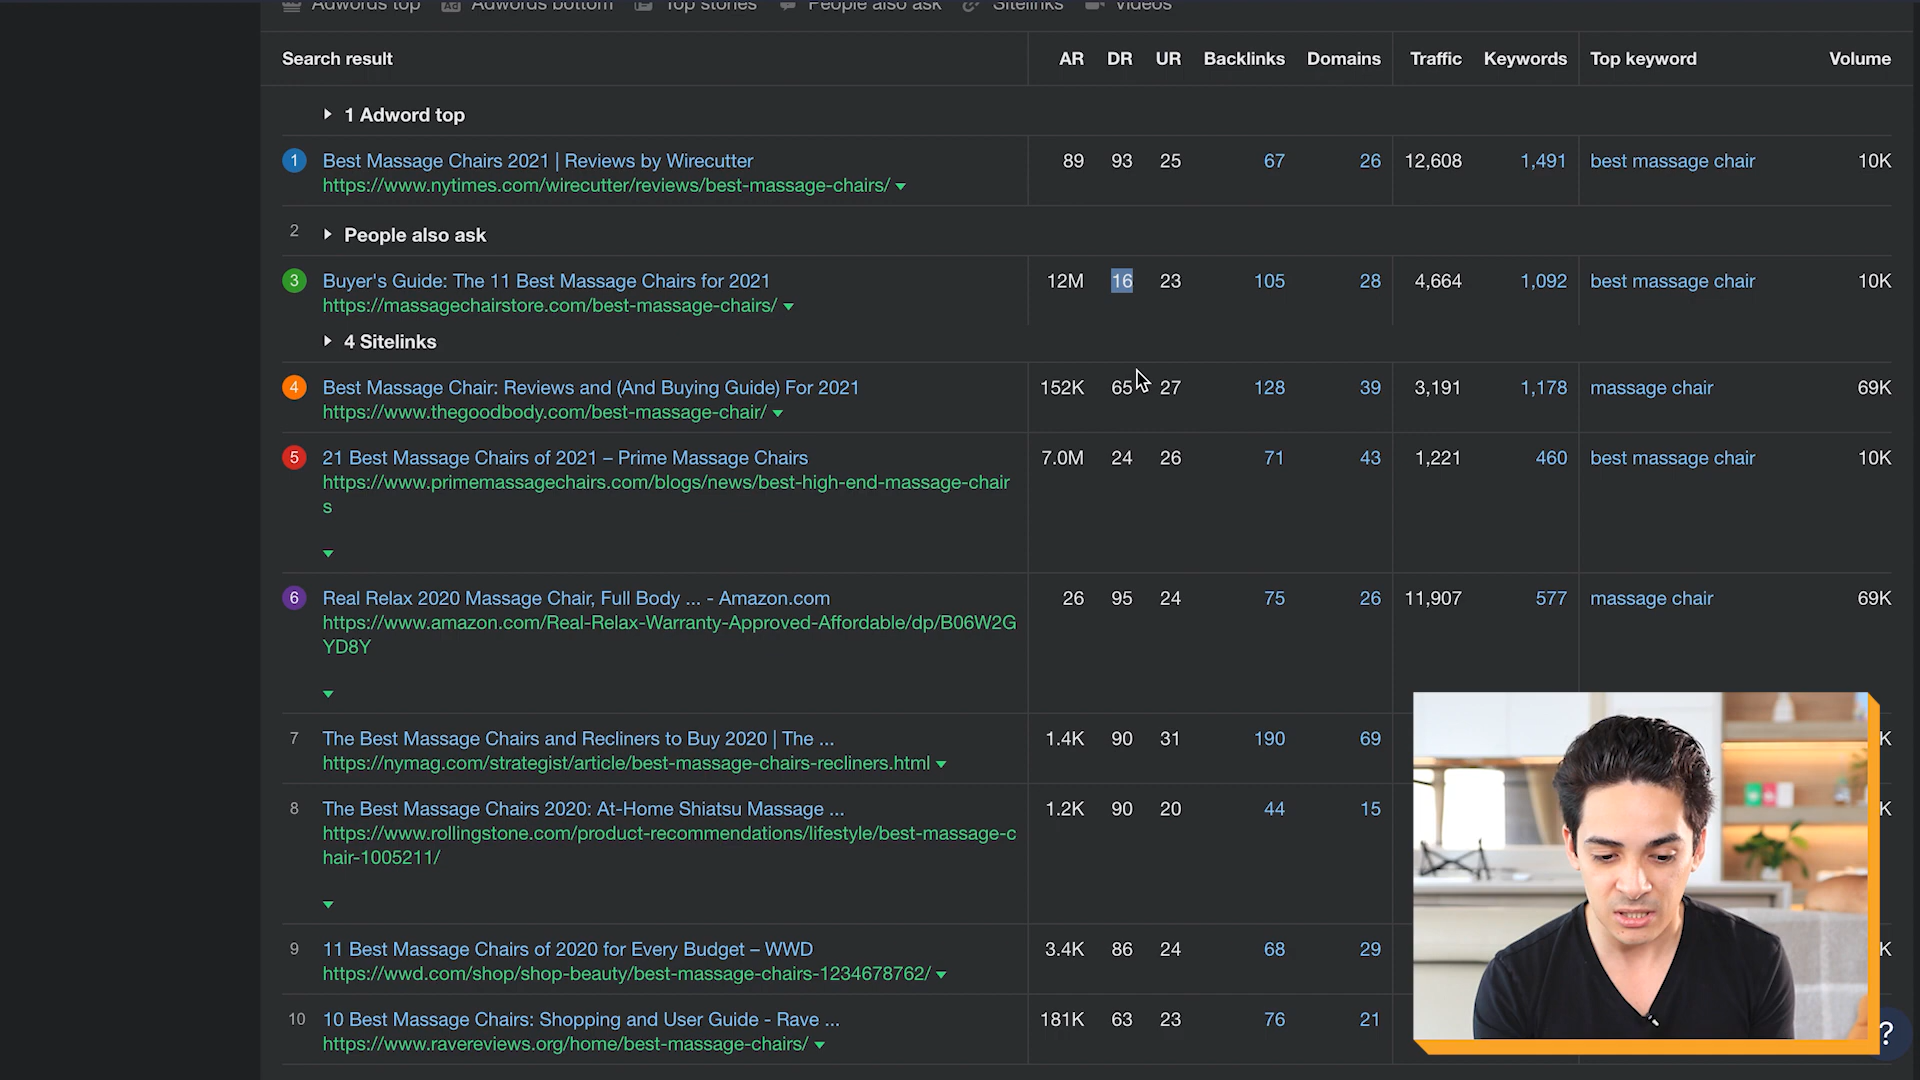 Adwords top Adwords bottom Top stories People also ask Sitelinks Videos
Search result AR DR UR Backlinks Domains Traffic Keywords Top keyword Volume
1 Adword top
1 Best Massage Chairs 2021 | Reviews by Wirecutter 89 93 25 67 26 12,608 1,491 best massage chair 10K
https://www.nytimes.com/wirecutter/reviews/best-massage-chairs/
2 People also ask
3 Buyer's Guide: The 11 Best Massage Chairs for 2021 12M 16 23 105 28 4,664 1,092 best massage chair 10K
https://massagechairstore.com/best-massage-chairs/
4 Sitelinks
4 Best Massage Chair: Reviews and (And Buying Guide) For 2021 152K 65 27 128 39 3,191 1,178 massage chair 69K
https://www.thegoodbody.com/best-massage-chair/
5 21 Best Massage Chairs of 2021 – Prime Massage Chairs 7.0M 24 26 71 43 1,221 460 best massage chair 10K
https://www.primemassagechairs.com/blogs/news/best-high-end-massage-chair
s
6 Real Relax 2020 Massage Chair, Full Body ... - Amazon.com 26 95 24 75 26 11,907 577 massage chair 69K
https://www.amazon.com/Real-Relax-Warranty-Approved-Affordable/dp/B06W2G
YD8Y
7 The Best Massage Chairs and Recliners to Buy 2020 | The ... 1.4K 90 31 190 69 K
https://nymag.com/strategist/article/best-massage-chairs-recliners.html
8 The Best Massage Chairs 2020: At-Home Shiatsu Massage ... 1.2K 90 20 44 15 K
https://www.rollingstone.com/product-recommendations/lifestyle/best-massage-c
hair-1005211/
9 11 Best Massage Chairs of 2020 for Every Budget – WWD 3.4K 86 24 68 29 K
https://wwd.com/shop/shop-beauty/best-massage-chairs-1234678762/
10 10 Best Massage Chairs: Shopping and User Guide - Rave ... 181K 63 23 76 21
https://www.ravereviews.org/home/best-massage-chairs/
?